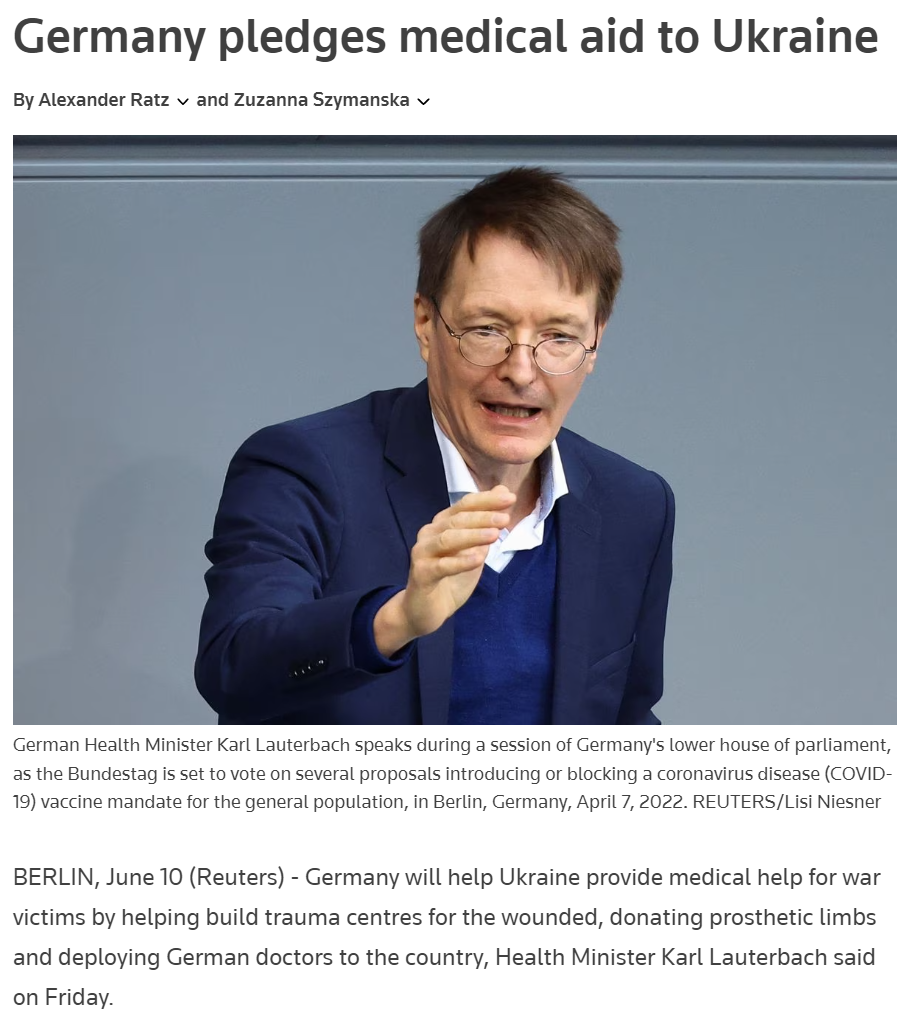 Germany pledges medical aid to Ukraine
By Alexander Ratz and Zuzanna Szymanska
German Health Minister Karl Lauterbach speaks during a session of Germany's lower house of parliament,
as the Bundestag is set to vote on several proposals introducing or blocking a coronavirus disease (COVID-
19) vaccine mandate for the general population, in Berlin, Germany, April 7, 2022. REUTERS/Lisi Niesner
BERLIN, June 10 (Reuters) - Germany will help Ukraine provide medical help for war
victims by helping build trauma centres for the wounded, donating prosthetic limbs
and deploying German doctors to the country, Health Minister Karl Lauterbach said
on Friday.